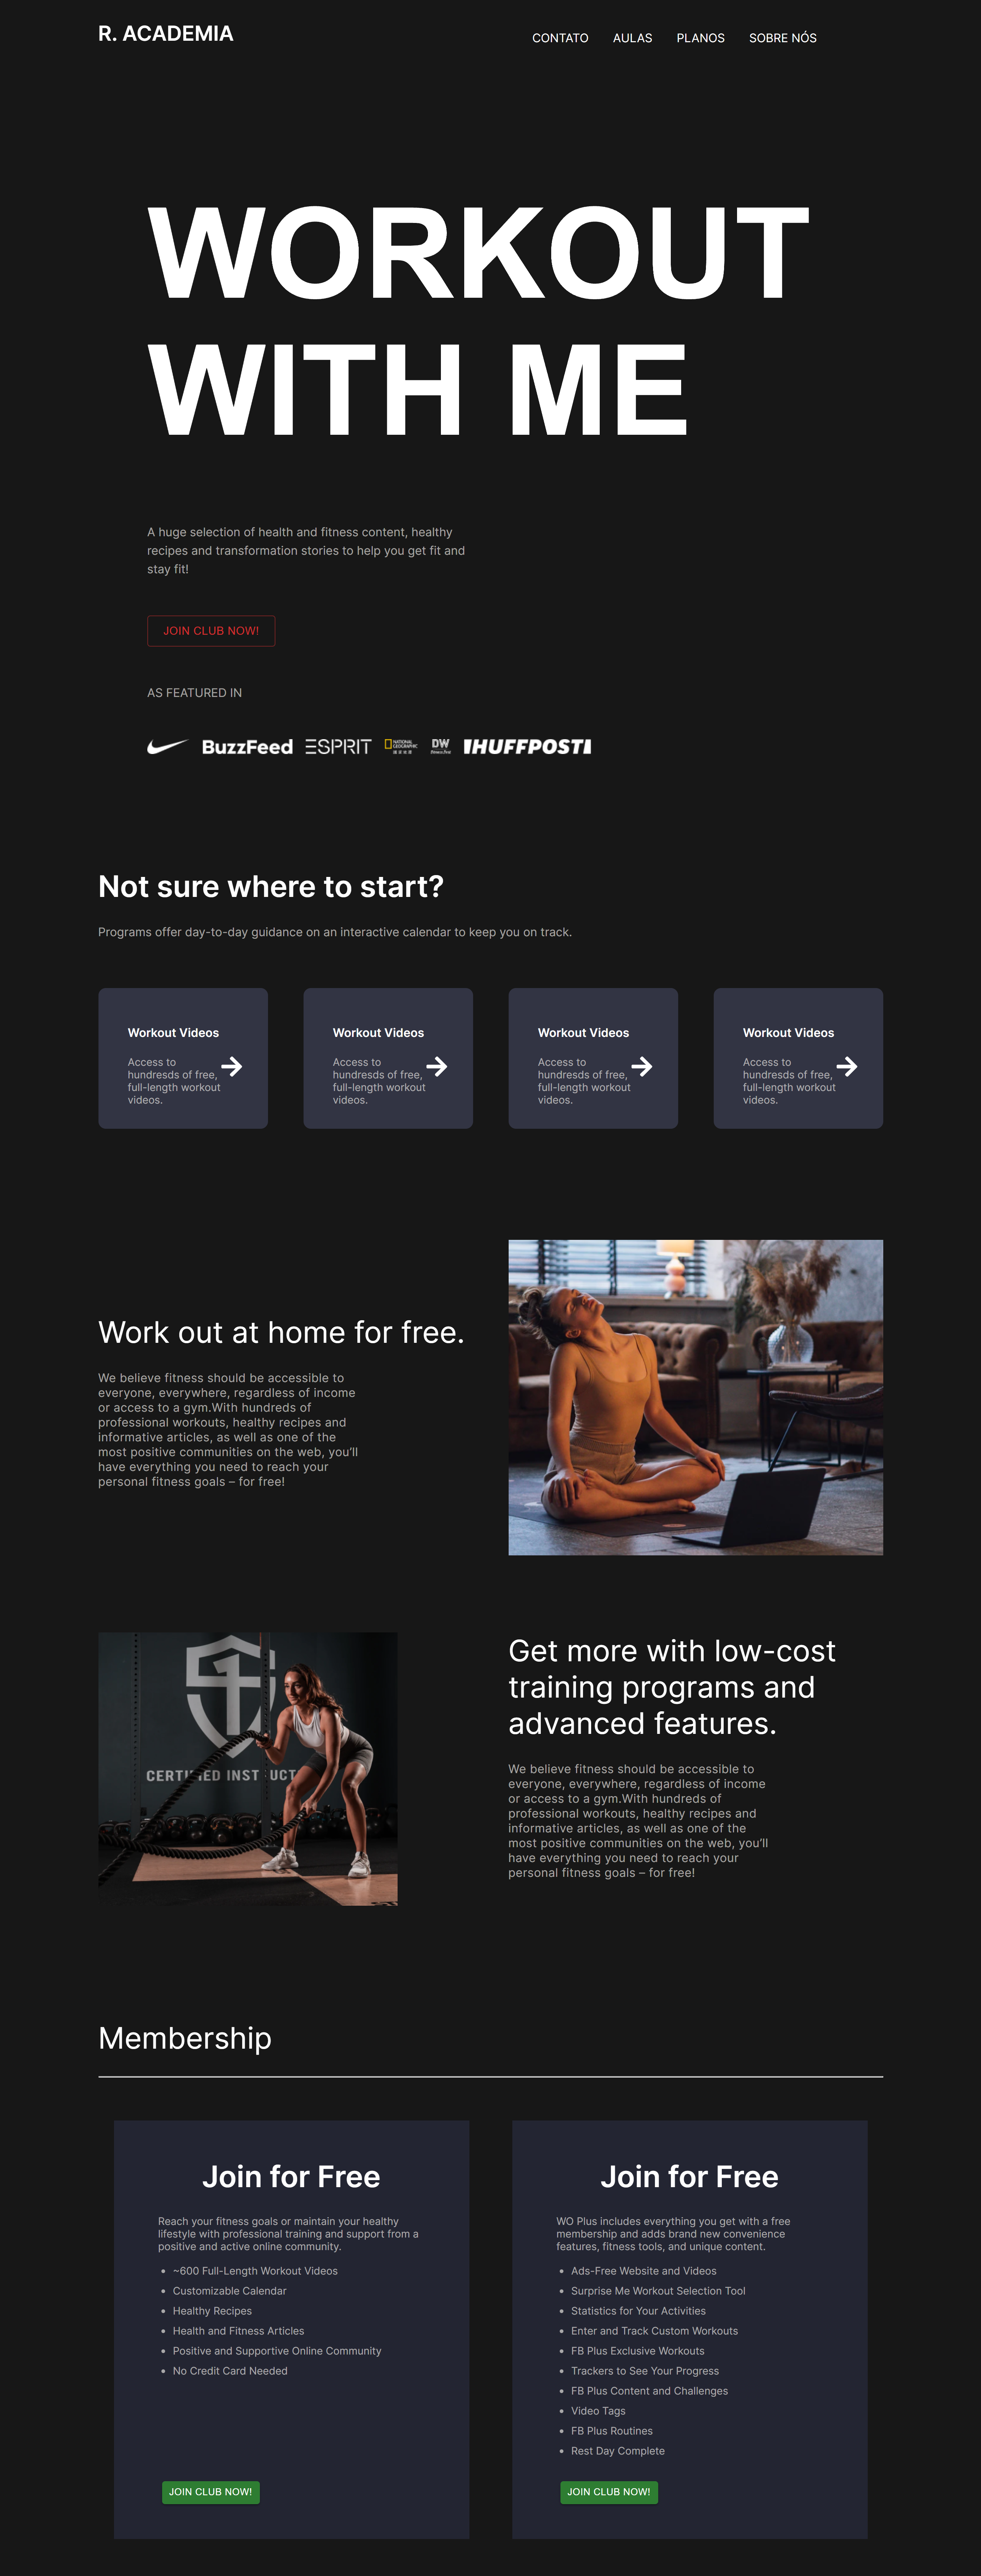 R. ACADEMIA
CONTATO AULAS PLANOS SOBRE NÓS
WORKOUT
WITH ME
A huge selection of health and fitness content, healthy
recipes and transformation stories to help you get fit and
stay fit!
JOIN CLUB NOW!
AS FEATURED IN
BuzzFeed ESPRIT NATIONAL GEOGRAPHIC DW HUFFPOST
Not sure where to start?
Programs offer day-to-day guidance on an interactive calendar to keep you on track.
Workout Videos
Access to
hundresds of free,
full-length workout
videos.
Workout Videos
Access to
hundresds of free,
full-length workout
videos.
Workout Videos
Access to
hundresds of free,
full-length workout
videos.
Workout Videos
Access to
hundresds of free,
full-length workout
videos.
Work out at home for free.
We believe fitness should be accessible to
everyone, everywhere, regardless of income
or access to a gym.With hundreds of
professional workouts, healthy recipes and
informative articles, as well as one of the
most positive communities on the web, you’ll
have everything you need to reach your
personal fitness goals – for free!
1
CERTIFIED INST UCT
Get more with low-cost
training programs and
advanced features.
We believe fitness should be accessible to
everyone, everywhere, regardless of income
or access to a gym.With hundreds of
professional workouts, healthy recipes and
informative articles, as well as one of the
most positive communities on the web, you’ll
have everything you need to reach your
personal fitness goals – for free!
Membership
Join for Free
Reach your fitness goals or maintain your healthy
lifestyle with professional training and support from a
positive and active online community.
• ~600 Full-Length Workout Videos
• Customizable Calendar
• Healthy Recipes
• Health and Fitness Articles
• Positive and Supportive Online Community
• No Credit Card Needed
JOIN CLUB NOW!
Join for Free
WO Plus includes everything you get with a free
membership and adds brand new convenience
features, fitness tools, and unique content.
• Ads-Free Website and Videos
• Surprise Me Workout Selection Tool
• Statistics for Your Activities
• Enter and Track Custom Workouts
• FB Plus Exclusive Workouts
• Trackers to See Your Progress
• FB Plus Content and Challenges
• Video Tags
• FB Plus Routines
• Rest Day Complete
JOIN CLUB NOW!